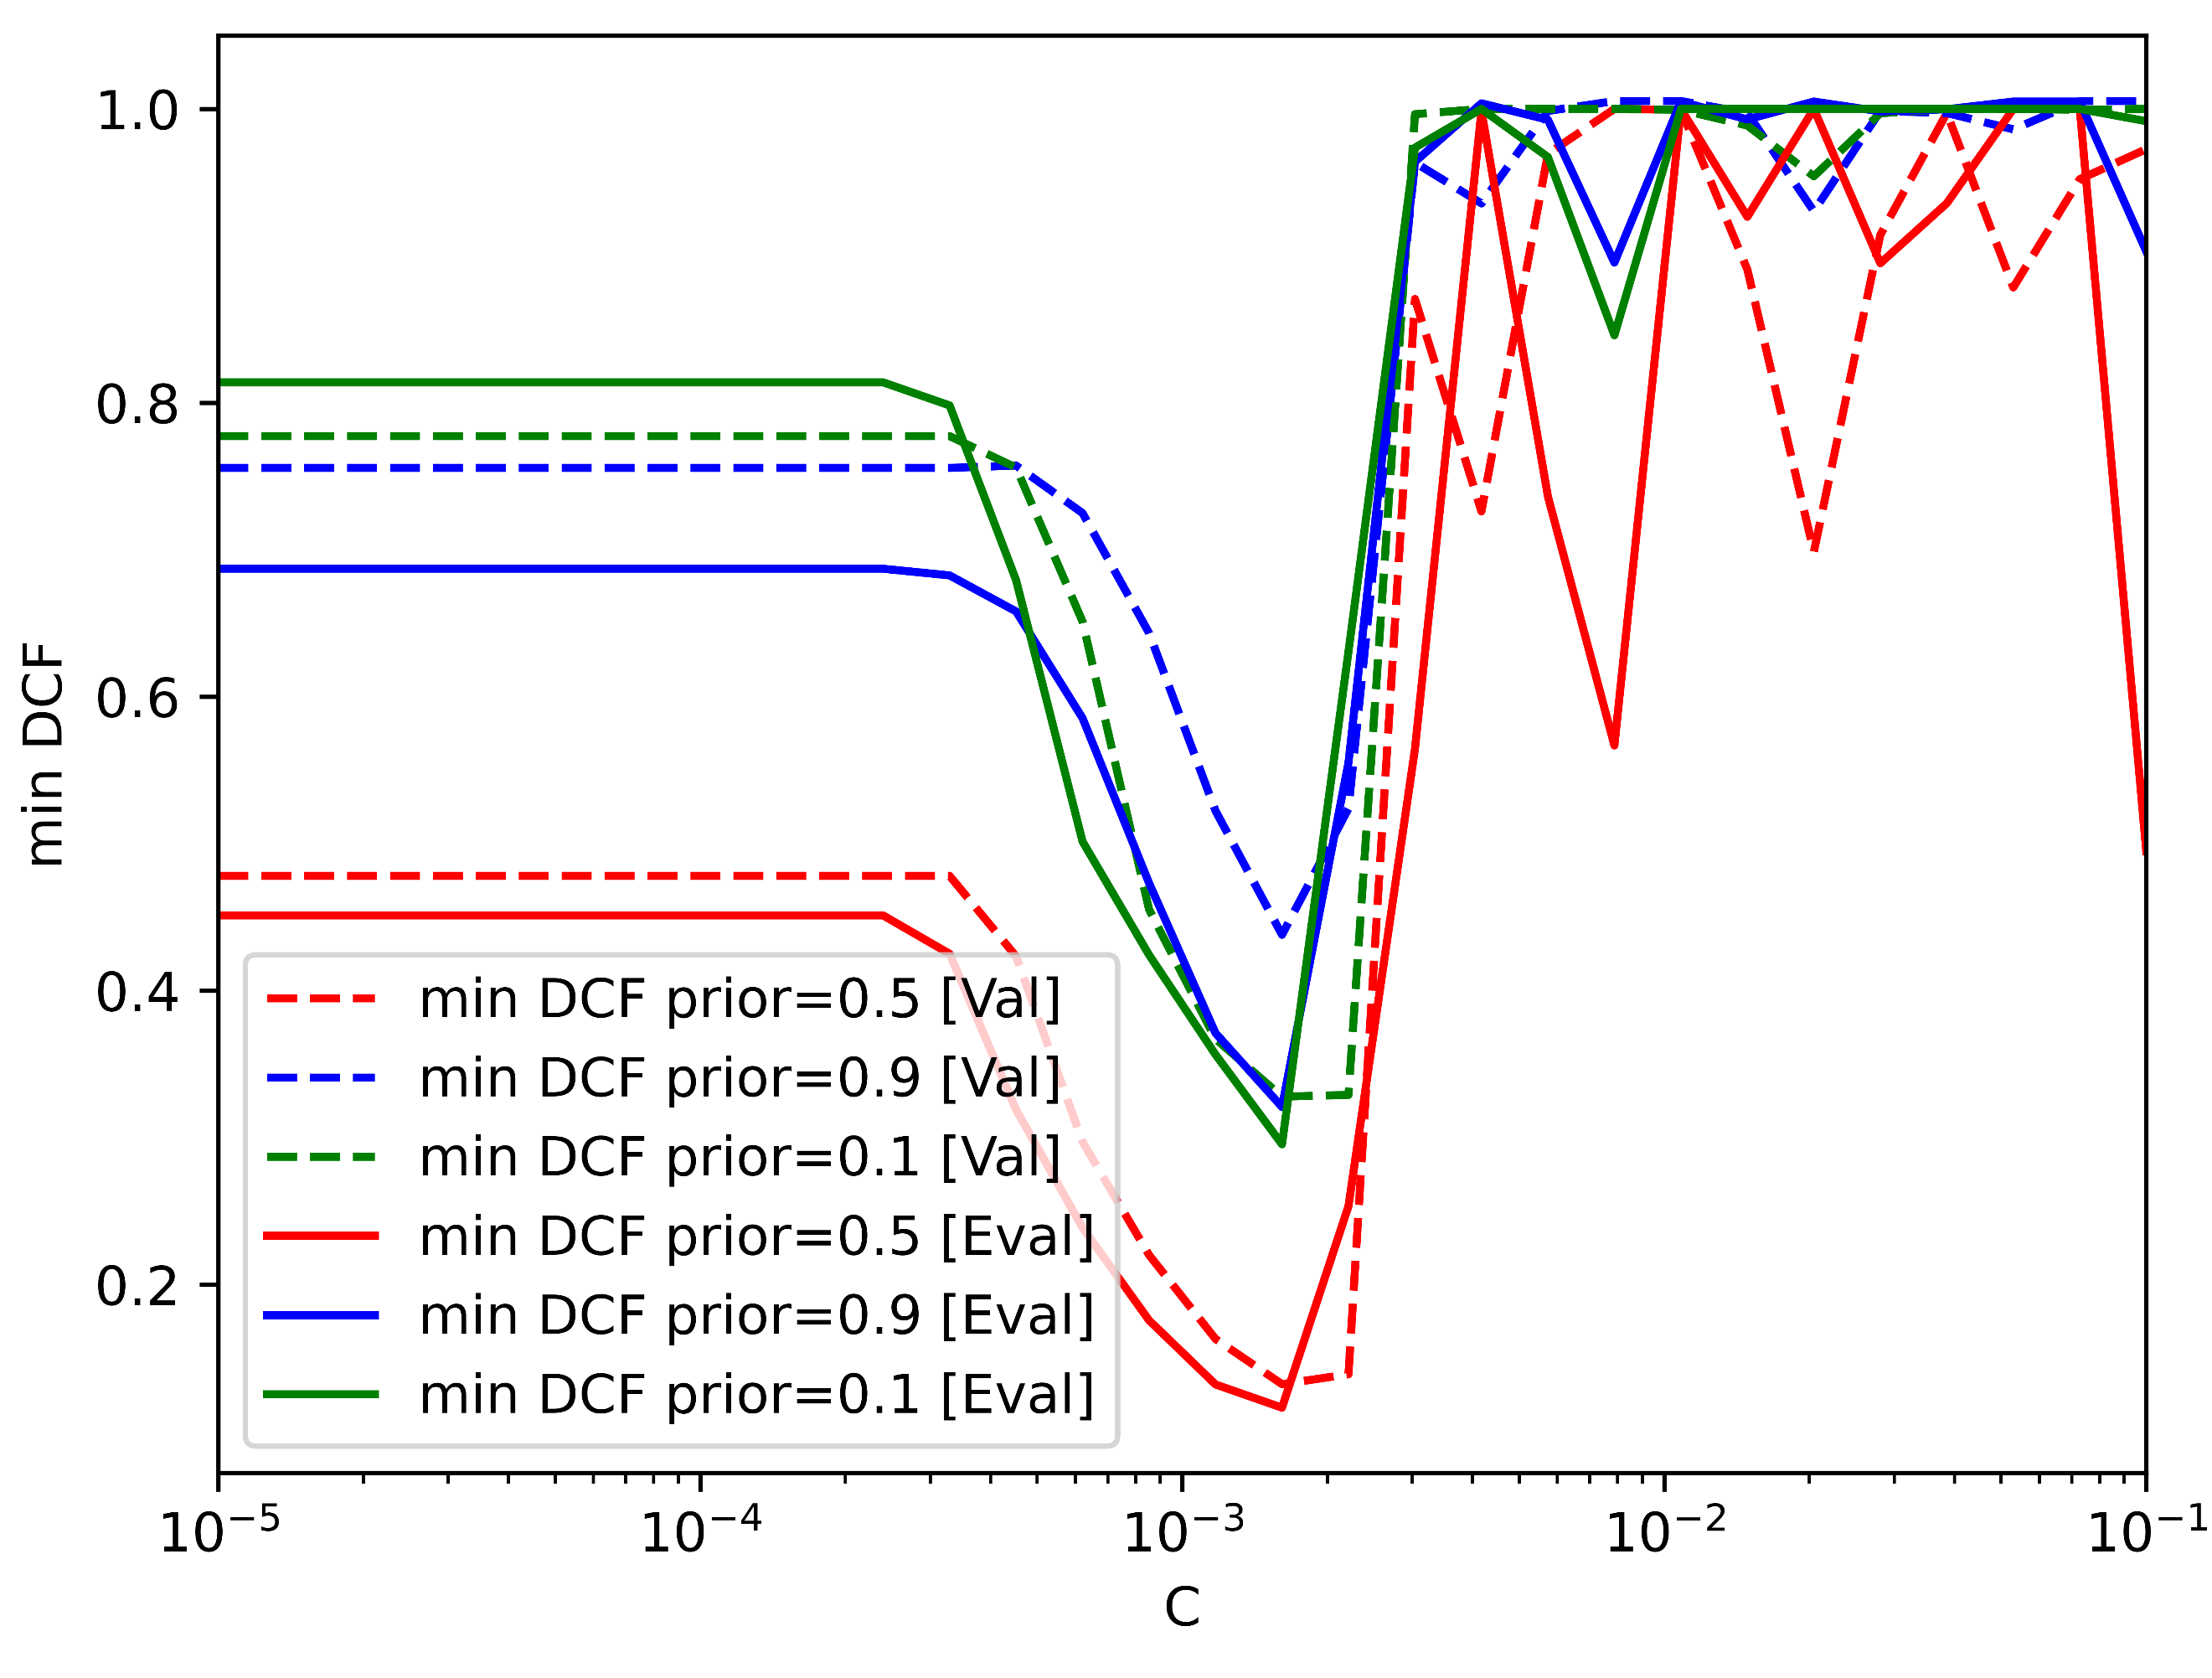 1.0
0.8
0.6
0.4
0.2
min DCF
min DCF prior=0.5 [Val]
min DCF prior=0.9 [Val]
min DCF prior=0.1 [Val]
min DCF prior=0.5 [Eval]
min DCF prior=0.9 [Eval]
min DCF prior=0.1 [Eval]
10⁻⁵ 10⁻⁴ 10⁻³ 10⁻² 10⁻¹
C